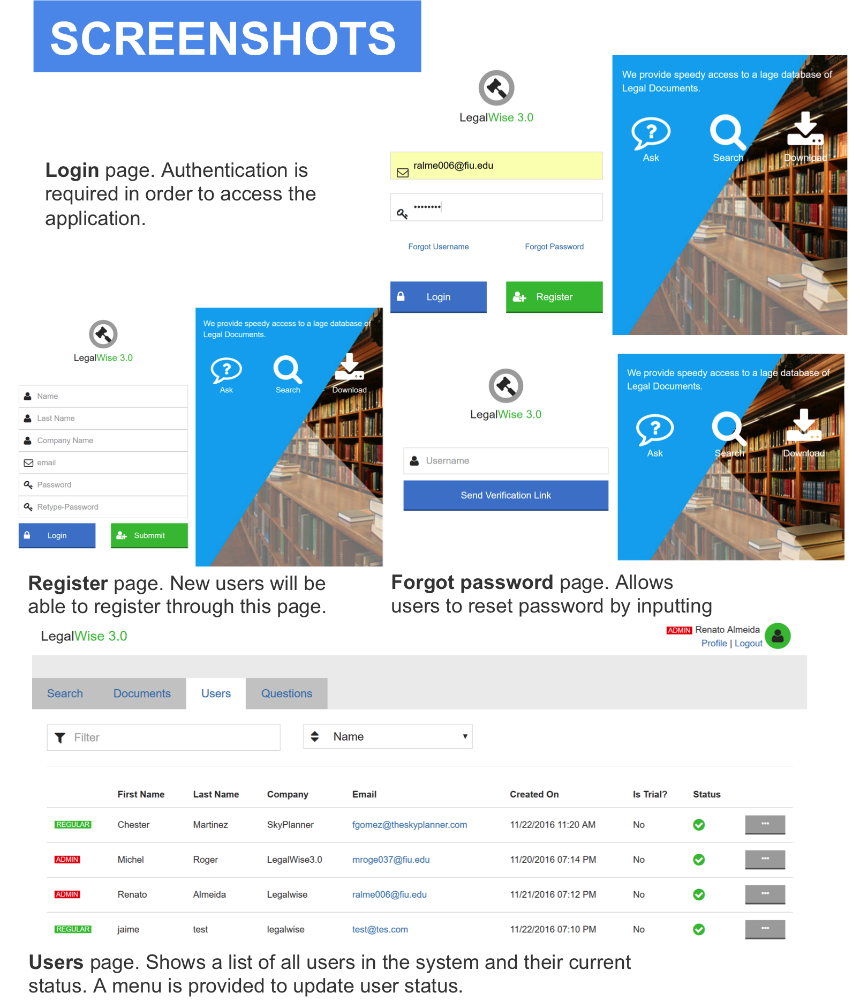 SCREENSHOTS
Login page. Authentication is
required in order to access the
application.
LegalWise 3.0
ralme006@fiu.edu
••••••••
Forgot Username Forgot Password
Login Register
We provide speedy access to a lage database of
Legal Documents.
Ask Search Download
LegalWise 3.0
Name
Last Name
Company Name
email
Password
Retype-Password
Login Submmit
We provide speedy access to a lage database of
Legal Documents.
Ask Search Download
Register page. New users will be
able to register through this page.
LegalWise 3.0
Username
Send Verification Link
We provide speedy access to a lage database of
Legal Documents.
Ask Search Download
Forgot password page. Allows
users to reset password by inputting
LegalWise 3.0
ADMIN Renato Almeida
Profile | Logout
Search Documents Users Questions
Filter Name
First Name Last Name Company Email Created On Is Trial? Status
REGULAR Chester Martinez SkyPlanner fgomez@theskyplanner.com 11/22/2016 11:20 AM No
ADMIN Michel Roger LegalWise3.0 mroge037@fiu.edu 11/20/2016 07:14 PM No
ADMIN Renato Almeida Legalwise ralme006@fiu.edu 11/21/2016 07:12 PM No
REGULAR jaime test legalwise test@tes.com 11/22/2016 07:10 PM No
Users page. Shows a list of all users in the system and their current
status. A menu is provided to update user status.